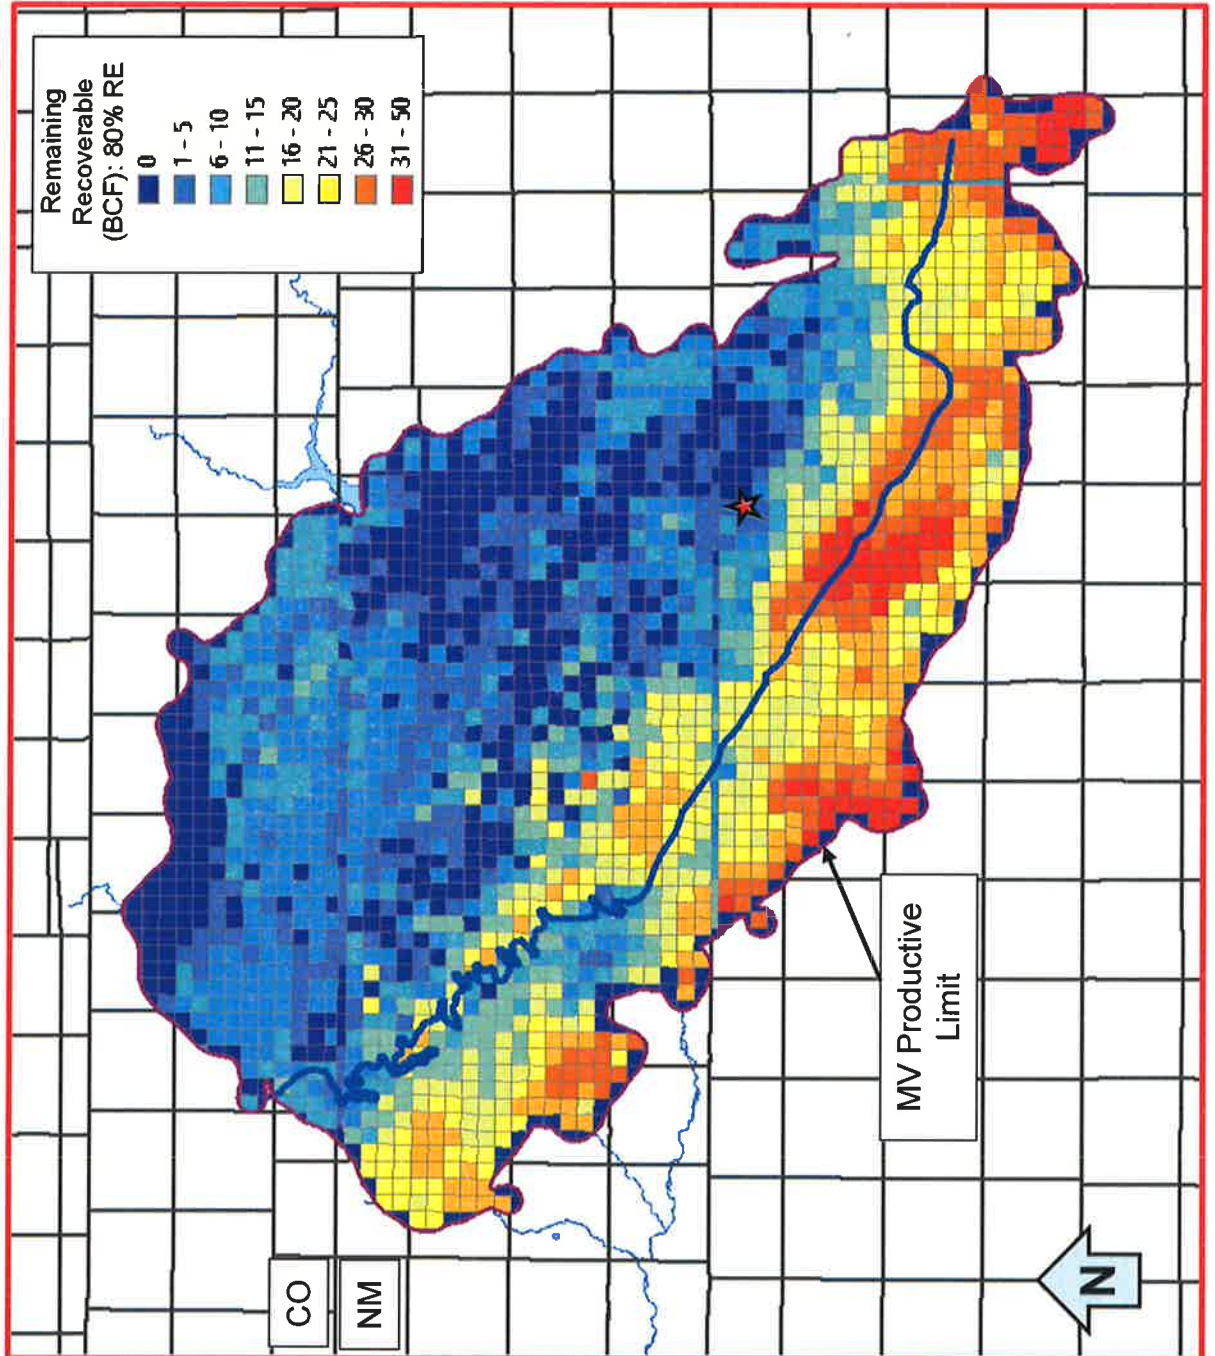 Remaining
Recoverable
(BCF): 80% RE
0
1 - 5
6 - 10
11 - 15
16 - 20
21 - 25
26 - 30
31 - 50
CO
NM
MV Productive
Limit
N